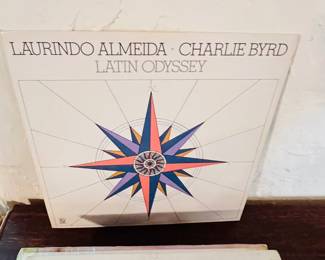 LAURINDO ALMEIDA · CHARLIE BYRD
LATIN ODYSSEY